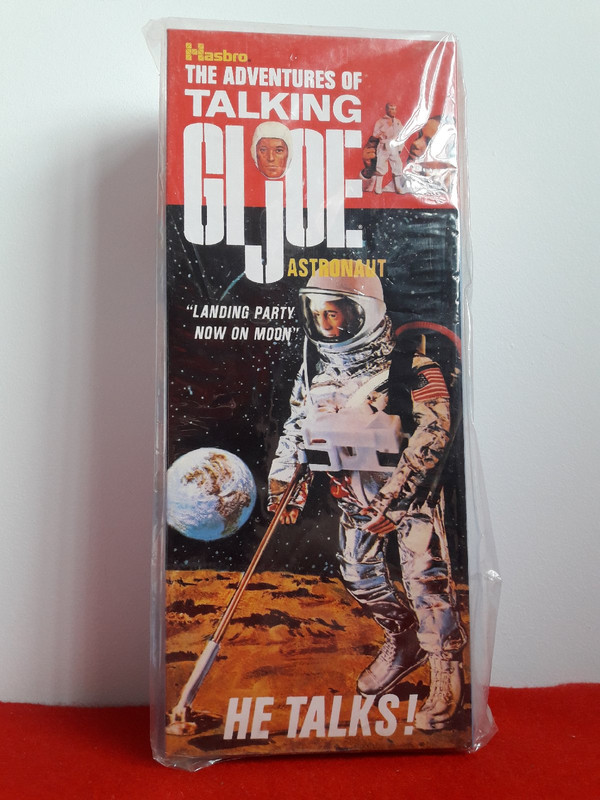 Hasbro
THE ADVENTURES OF
TALKING
GI JOE
ASTRONAUT
"LANDING PARTY
NOW ON MOON"
HE TALKS!